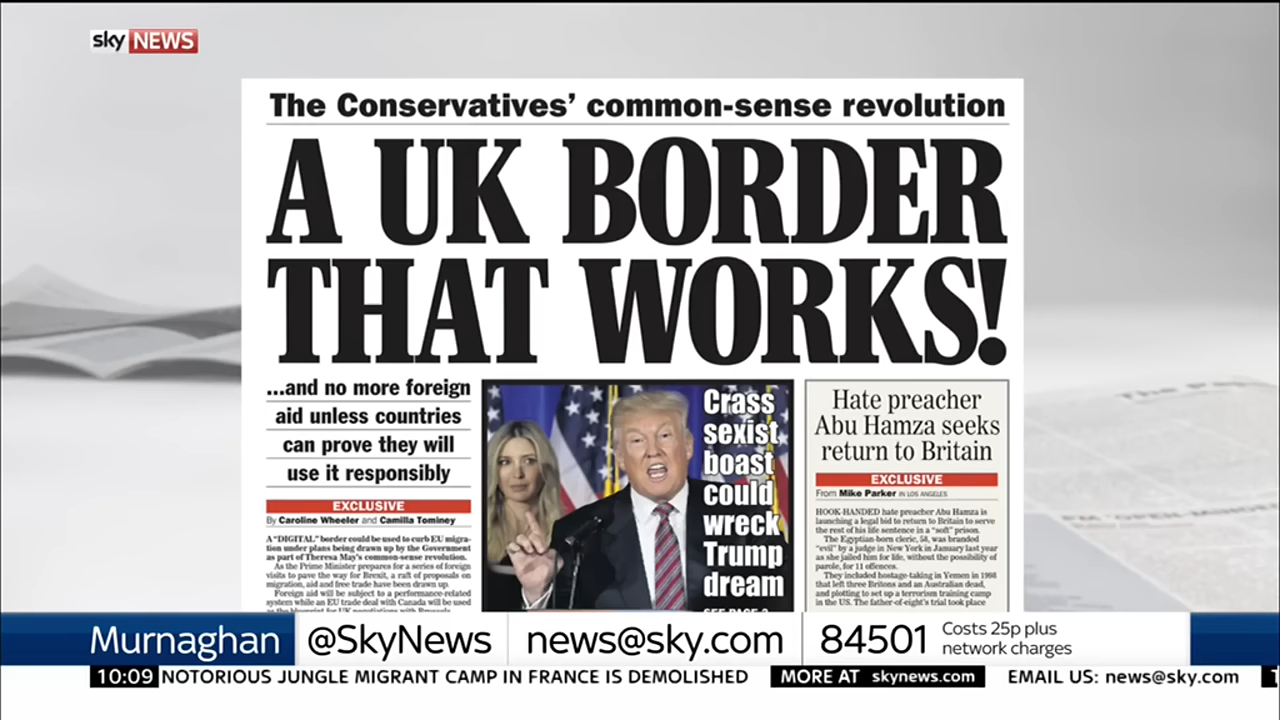 sky NEWS
The Conservatives' common-sense revolution
A UK BORDER
THAT WORKS!
...and no more foreign
aid unless countries
can prove they will
use it responsibly
EXCLUSIVE
By Caroline Wheeler and Camilla Tominey
A "DIGITAL" border could be used to curb EU migra-
tion under plans being drawn up by the Government
as part of Theresa May's common-sense revolution.
As the Prime Minister prepares for a series of foreign
visits to pave the way for Brexit, a raft of proposals on
migration, aid and free trade have been drawn up.
Foreign aid will be subject to a performance-related
system while an EU trade deal with Canada will be used
as the blueprint for UK negotiations with Brussels
Crass
sexist
boast
could
wreck
Trump
dream
SEE PAGE
Hate preacher
Abu Hamza seeks
return to Britain
EXCLUSIVE
From Mike Parker IN LOS ANGELES
HOOK-HANDED hate preacher Abu Hamza is
launching a legal bid to return to Britain to serve
the rest of his life sentence in a "soft" prison.
The Egyptian-born cleric, 58, was branded
"evil" by a judge in New York in January last year
as she jailed him for life, without the possibility of
parole, for 11 offences.
They included hostage-taking in Yemen in 1998
that left three Britons and an Australian dead,
and plotting to set up a terrorism training camp
in the US. The father-of-eight's trial took place
Murnaghan
@SkyNews
news@sky.com
84501
Costs 25p plus
network charges
10:09 NOTORIOUS JUNGLE MIGRANT CAMP IN FRANCE IS DEMOLISHED MORE AT skynews.com EMAIL US: news@sky.com